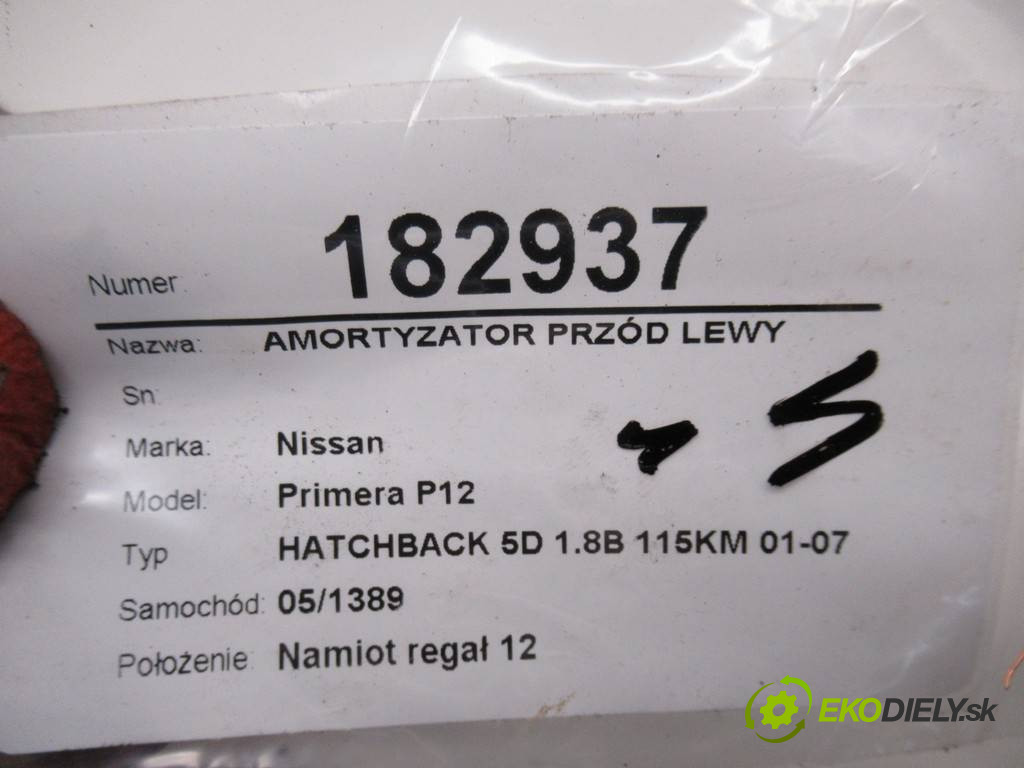 Numer: 182937
Nazwa: AMORTYZATOR PRZÓD LEWY
Sn:
Marka: Nissan
Model: Primera P12
Typ HATCHBACK 5D 1.8B 115KM 01-07
Samochód: 05/1389
Położenie: Namiot regał 12
EKODIELY.sk